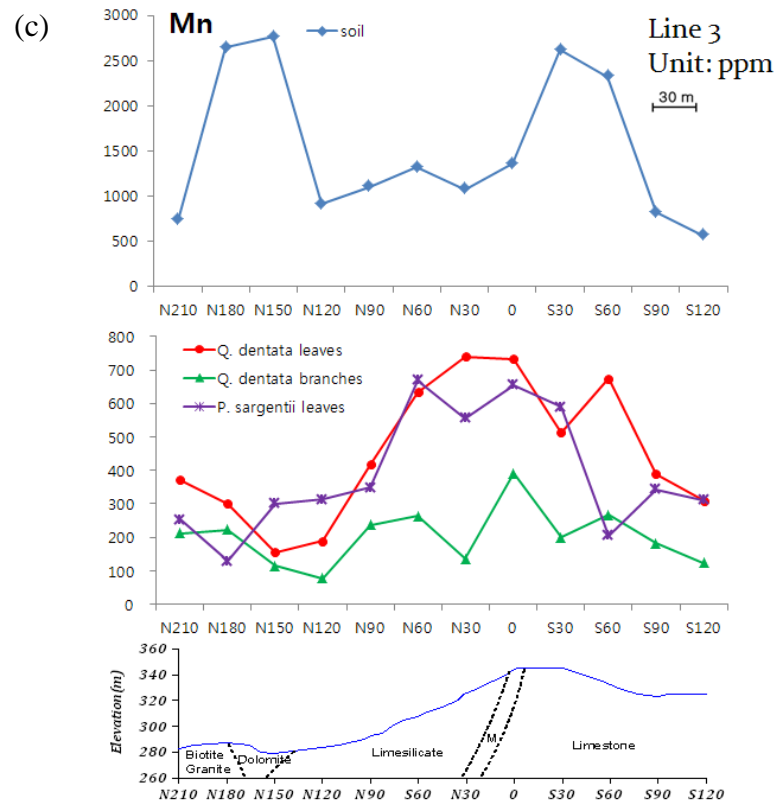 (c)
Mn
soil
Line 3
Unit: ppm
30 m
3000
2500
2000
1500
1000
500
0
N210 N180 N150 N120 N90 N60 N30 0 S30 S60 S90 S120
800
700
600
500
400
300
200
100
0
Q. dentata leaves
Q. dentata branches
P. sargentii leaves
N210 N180 N150 N120 N90 N60 N30 0 S30 S60 S90 S120
Elevation(m)
360
340
320
300
280
260
Biotite
Granite
Dolomite
Limesilicate
M
Limestone
N210 N180 N150 N120 N90 S60 N30 0 S30 S60 S90 S120